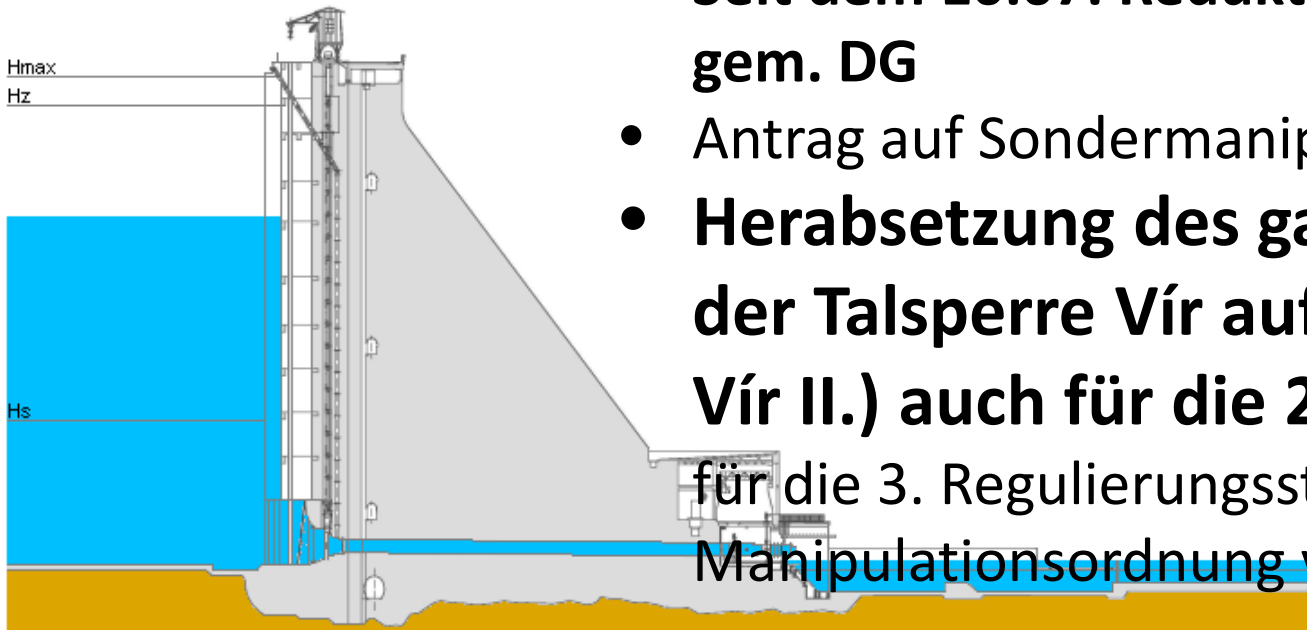 Hmax
Hz
Hs
gem. DG
• Antrag auf Sondermanip
• Herabsetzung des ga
der Talsperre Vír auf
Vír II.) auch für die 2
für die 3. Regulierungsst
Manipulationsordnung